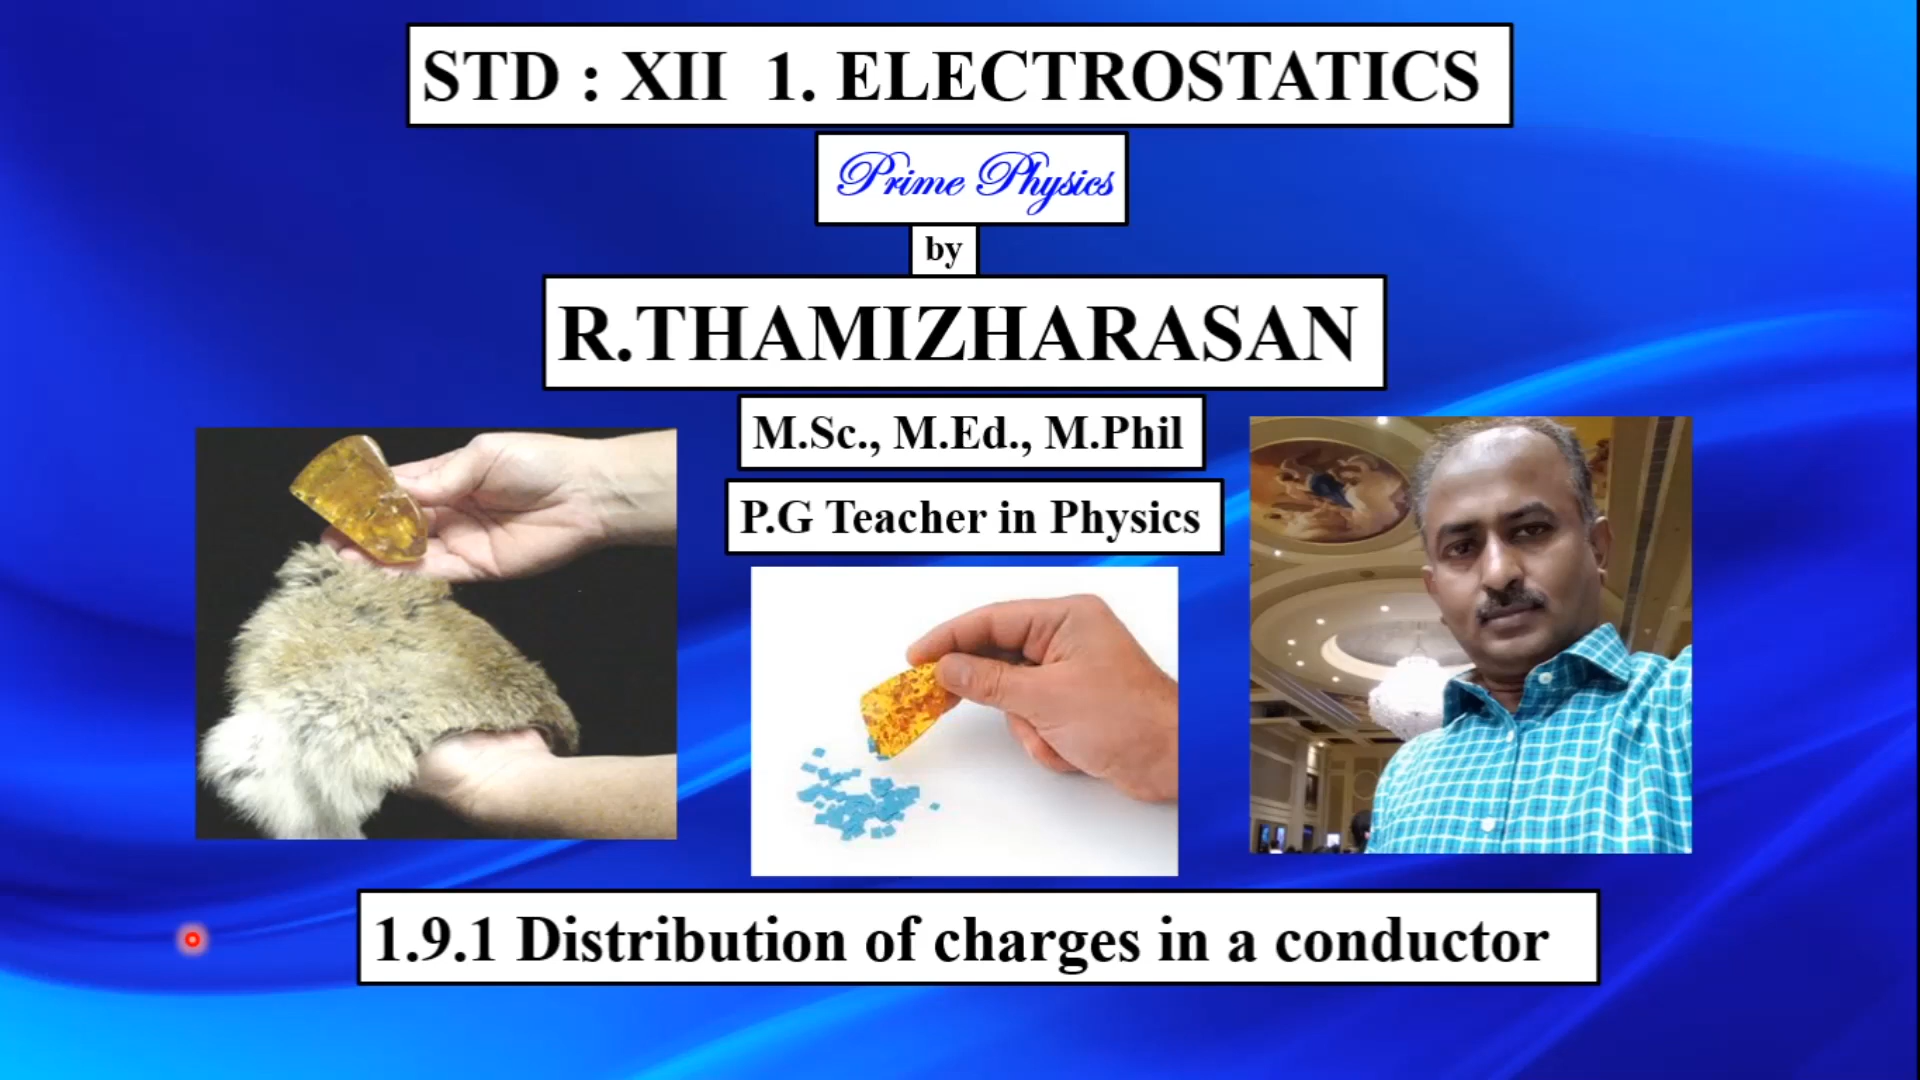 STD : XII 1. ELECTROSTATICS
Prime Physics
by
R.THAMIZHARASAN
M.Sc., M.Ed., M.Phil
P.G Teacher in Physics
1.9.1 Distribution of charges in a conductor